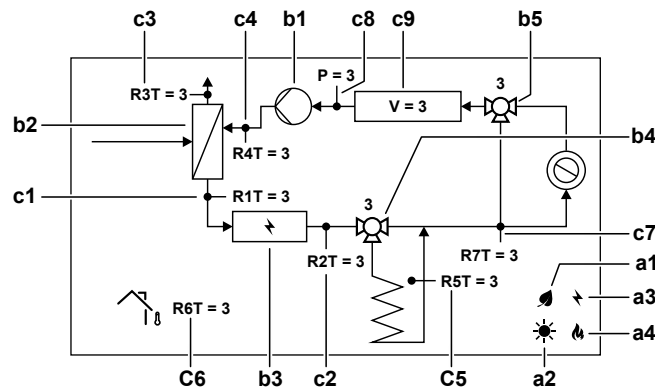 c3 c4 b1 c8 c9 b5
P = 3
3
R3T = 3
V = 3
b2
R4T = 3
b4
c1
R1T = 3
3
c7
R2T = 3
R7T = 3
a1
R5T = 3
a3
R6T = 3
a4
C6 b3 c2 C5 a2